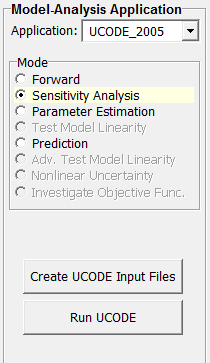 Model-Analysis Application
Application: UCODE_2005
Mode
Forward
Sensitivity Analysis
Parameter Estimation
Test Model Linearity
Prediction
Adv. Test Model Linearity
Nonlinear Uncertainty
Investigate Objective Func.
Create UCODE Input Files
Run UCODE